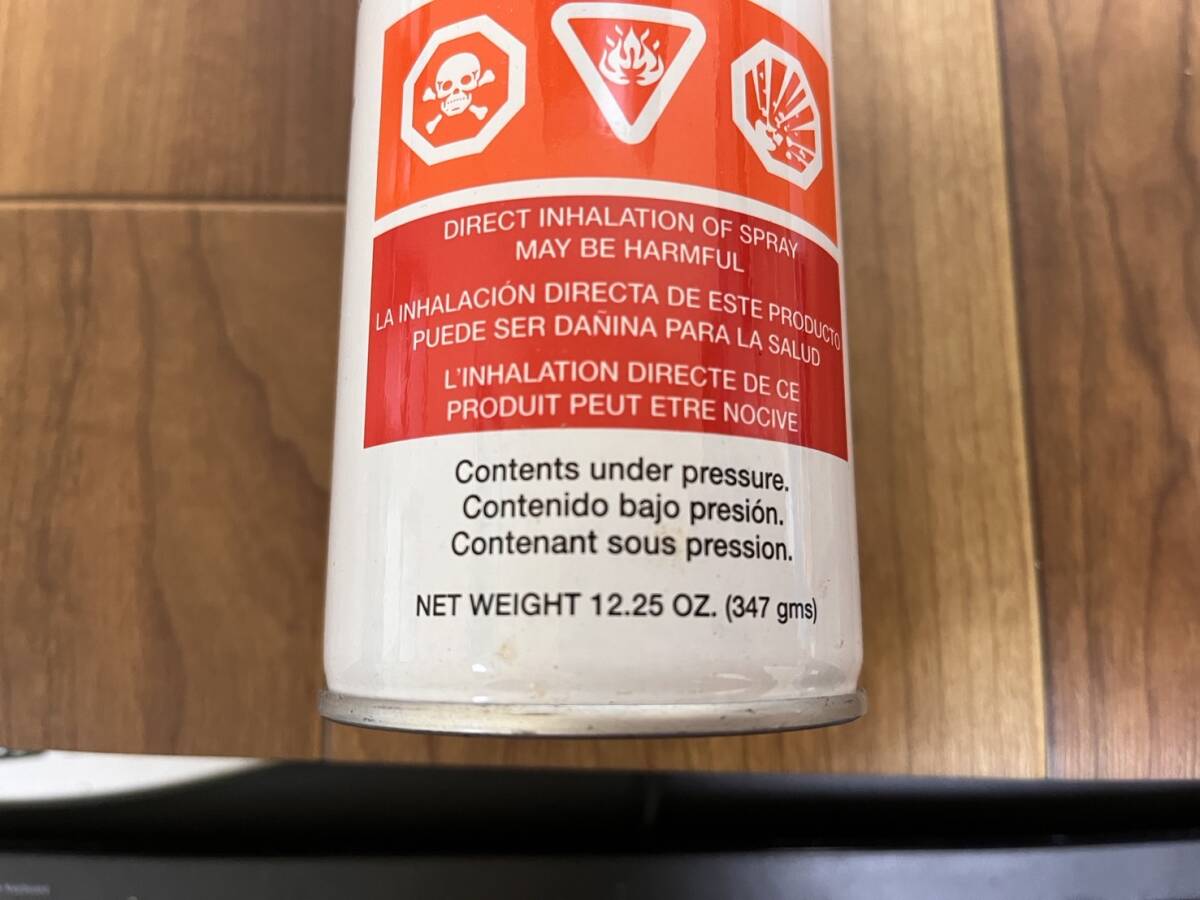 DIRECT INHALATION OF SPRAY
MAY BE HARMFUL
LA INHALACIÓN DIRECTA DE ESTE PRODUCTO
PUEDE SER DAÑINA PARA LA SALUD
L'INHALATION DIRECTE DE CE
PRODUIT PEUT ETRE NOCIVE
Contents under pressure.
Contenido bajo presión.
Contenant sous pression.
NET WEIGHT 12.25 OZ. (347 gms)